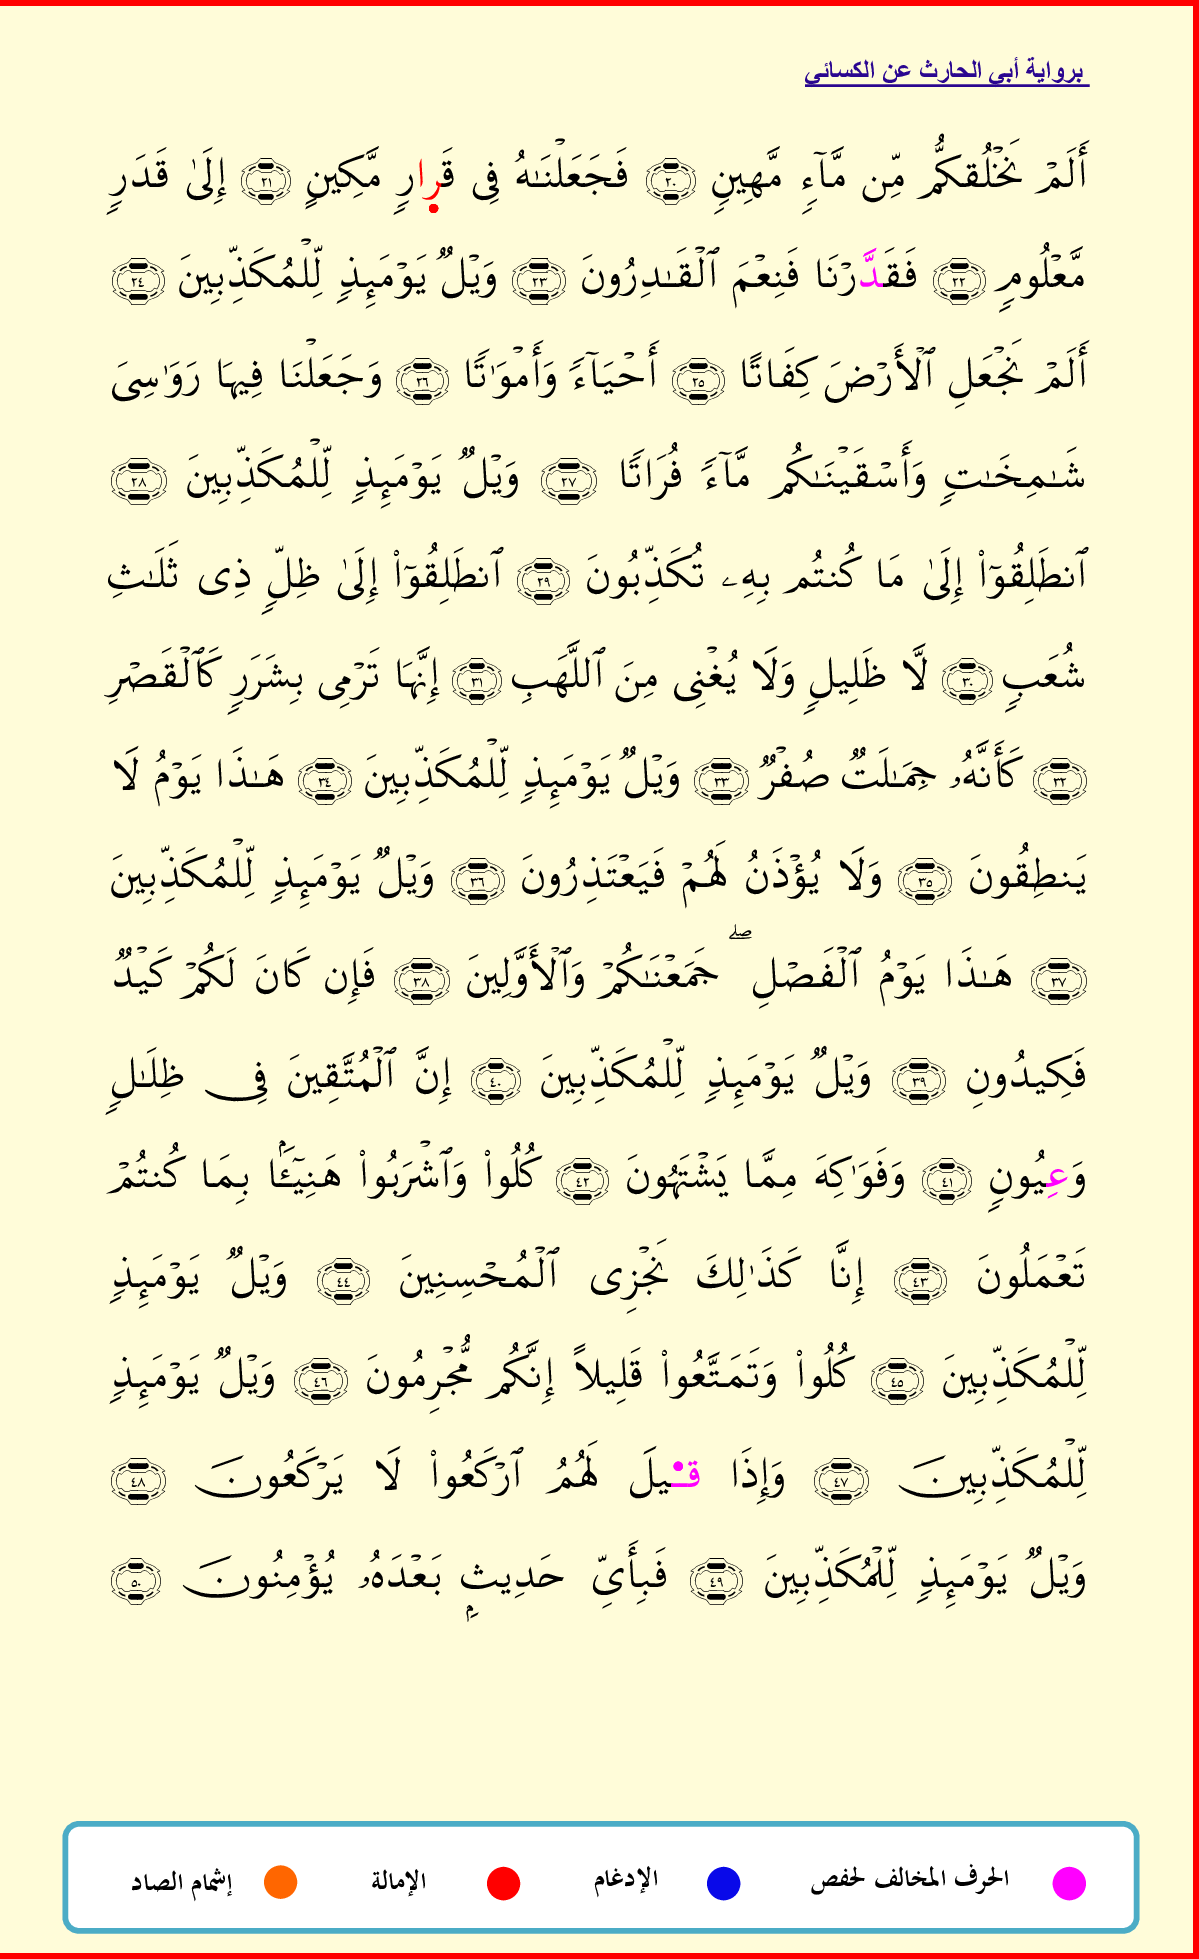 برواية أبي الحارث عن الكسائي
أَلَمْ نَخْلُقكُّم مِّن مَّآءٍ مَّهِينٍ ٢٠ فَجَعَلْنَٰهُ فِى قَرارٍ مَّكِينٍ ٢١ إِلَىٰ قَدَرٍ
مَّعْلُومٍ ٢٢ فَقَدَّرْنَا فَنِعْمَ ٱلْقَٰدِرُونَ ٢٣ وَيْلٌ يَوْمَئِذٍ لِّلْمُكَذِّبِينَ ٢٤
أَلَمْ نَجْعَلِ ٱلْأَرْضَ كِفَاتًا ٢٥ أَحْيَآءً وَأَمْوَٰتًا ٢٦ وَجَعَلْنَا فِيهَا رَوَٰسِىَ
شَٰمِخَٰتٍ وَأَسْقَيْنَٰكُم مَّآءً فُرَاتًا ٢٧ وَيْلٌ يَوْمَئِذٍ لِّلْمُكَذِّبِينَ ٢٨
ٱنطَلِقُوٓا۟ إِلَىٰ مَا كُنتُم بِهِۦ تُكَذِّبُونَ ٢٩ ٱنطَلِقُوٓا۟ إِلَىٰ ظِلٍّ ذِى ثَلَٰثِ
شُعَبٍ ٣٠ لَّا ظَلِيلٍ وَلَا يُغْنِى مِنَ ٱللَّهَبِ ٣١ إِنَّهَا تَرْمِى بِشَرَرٍ كَٱلْقَصْرِ
٣٢ كَأَنَّهُۥ جِمَٰلَتٌ صُفْرٌ ٣٣ وَيْلٌ يَوْمَئِذٍ لِّلْمُكَذِّبِينَ ٣٤ هَٰذَا يَوْمُ لَا
يَنطِقُونَ ٣٥ وَلَا يُؤْذَنُ لَهُمْ فَيَعْتَذِرُونَ ٣٦ وَيْلٌ يَوْمَئِذٍ لِّلْمُكَذِّبِينَ
٣٧ هَٰذَا يَوْمُ ٱلْفَصْلِ ۖ جَمَعْنَٰكُمْ وَٱلْأَوَّلِينَ ٣٨ فَإِن كَانَ لَكُمْ كَيْدٌ
فَكِيدُونِ ٣٩ وَيْلٌ يَوْمَئِذٍ لِّلْمُكَذِّبِينَ ٤٠ إِنَّ ٱلْمُتَّقِينَ فِى ظِلَٰلٍ
وَعِيُونٍ ٤١ وَفَوَٰكِهَ مِمَّا يَشْتَهُونَ ٤٢ كُلُوا۟ وَٱشْرَبُوا۟ هَنِيٓـَٔۢا بِمَا كُنتُمْ
تَعْمَلُونَ ٤٣ إِنَّا كَذَٰلِكَ نَجْزِى ٱلْمُحْسِنِينَ ٤٤ وَيْلٌ يَوْمَئِذٍ
لِّلْمُكَذِّبِينَ ٤٥ كُلُوا۟ وَتَمَتَّعُوا۟ قَلِيلًا إِنَّكُم مُّجْرِمُونَ ٤٦ وَيْلٌ يَوْمَئِذٍ
لِّلْمُكَذِّبِينَ ٤٧ وَإِذَا قِيلَ لَهُمُ ٱرْكَعُوا۟ لَا يَرْكَعُونَ ٤٨
وَيْلٌ يَوْمَئِذٍ لِّلْمُكَذِّبِينَ ٤٩ فَبِأَىِّ حَدِيثٍۭ بَعْدَهُۥ يُؤْمِنُونَ ٥٠
الحرف المخالف لحفص الإدغام الإمالة إشمام الصاد